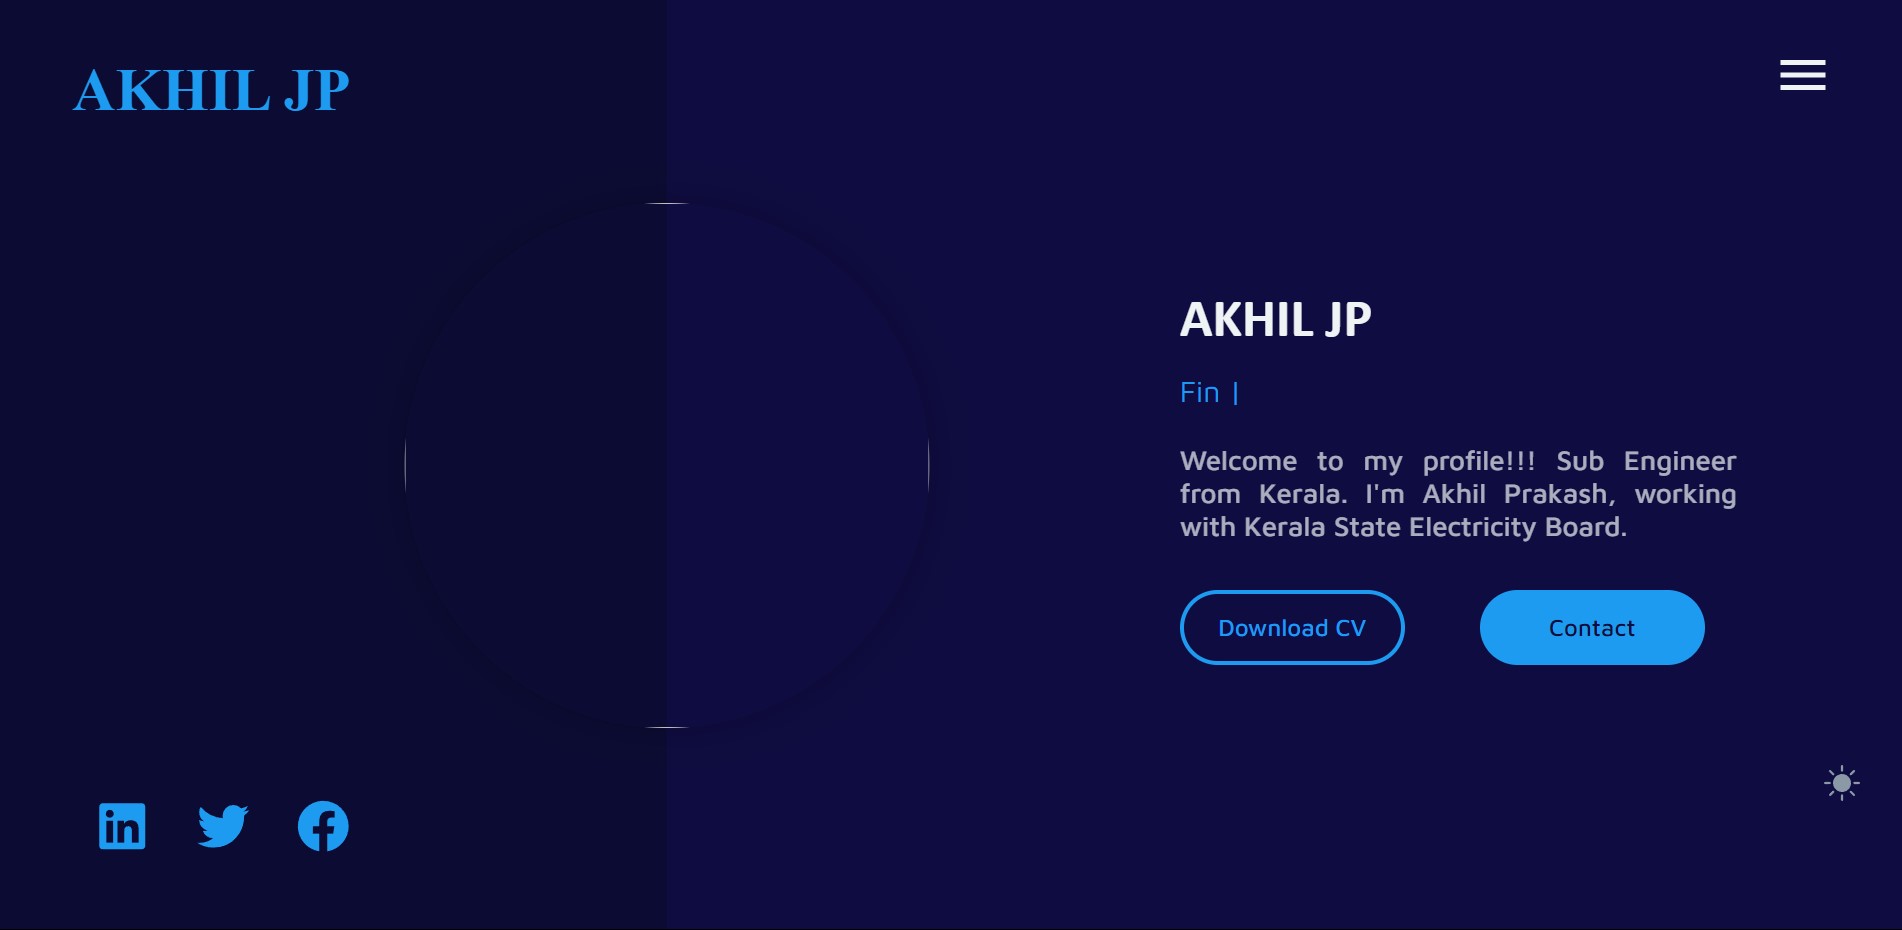 AKHIL JP
AKHIL JP
Fin |
Welcome to my profile!!! Sub Engineer
from Kerala. I'm Akhil Prakash, working
with Kerala State Electricity Board.
Download CV
Contact
in